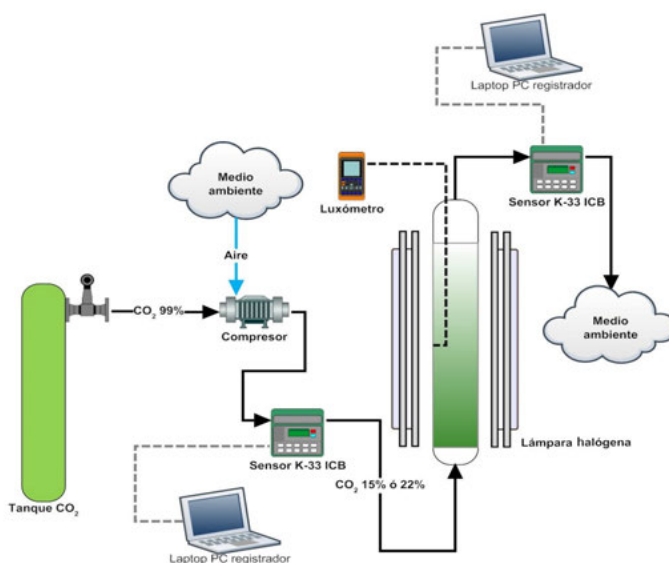 Laptop PC registrador
Medio
ambiente
Luxómetro
Sensor K-33 ICB
Aire
CO₂ 99%
Compresor
Medio
ambiente
Lámpara halógena
Sensor K-33 ICB
CO₂ 15% ó 22%
Tanque CO₂
Laptop PC registrador